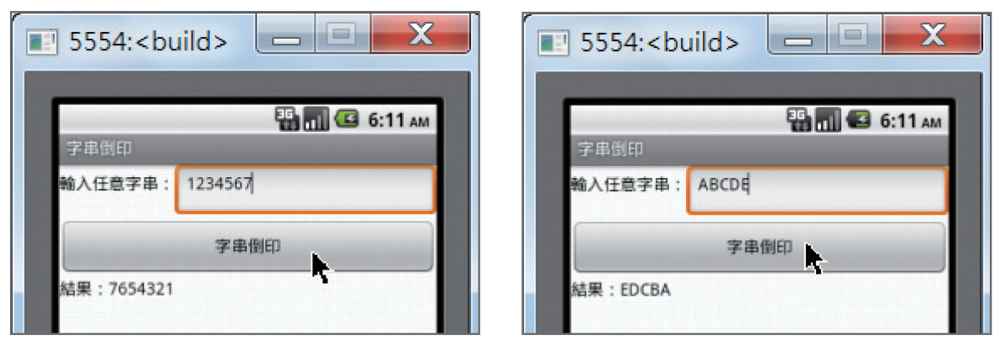 5554:<build>
3G 6:11 AM
字串倒印
輸入任意字串： 1234567
字串倒印
結果：7654321
5554:<build>
3G 6:11 AM
字串倒印
輸入任意字串： ABCDE
字串倒印
結果：EDCBA